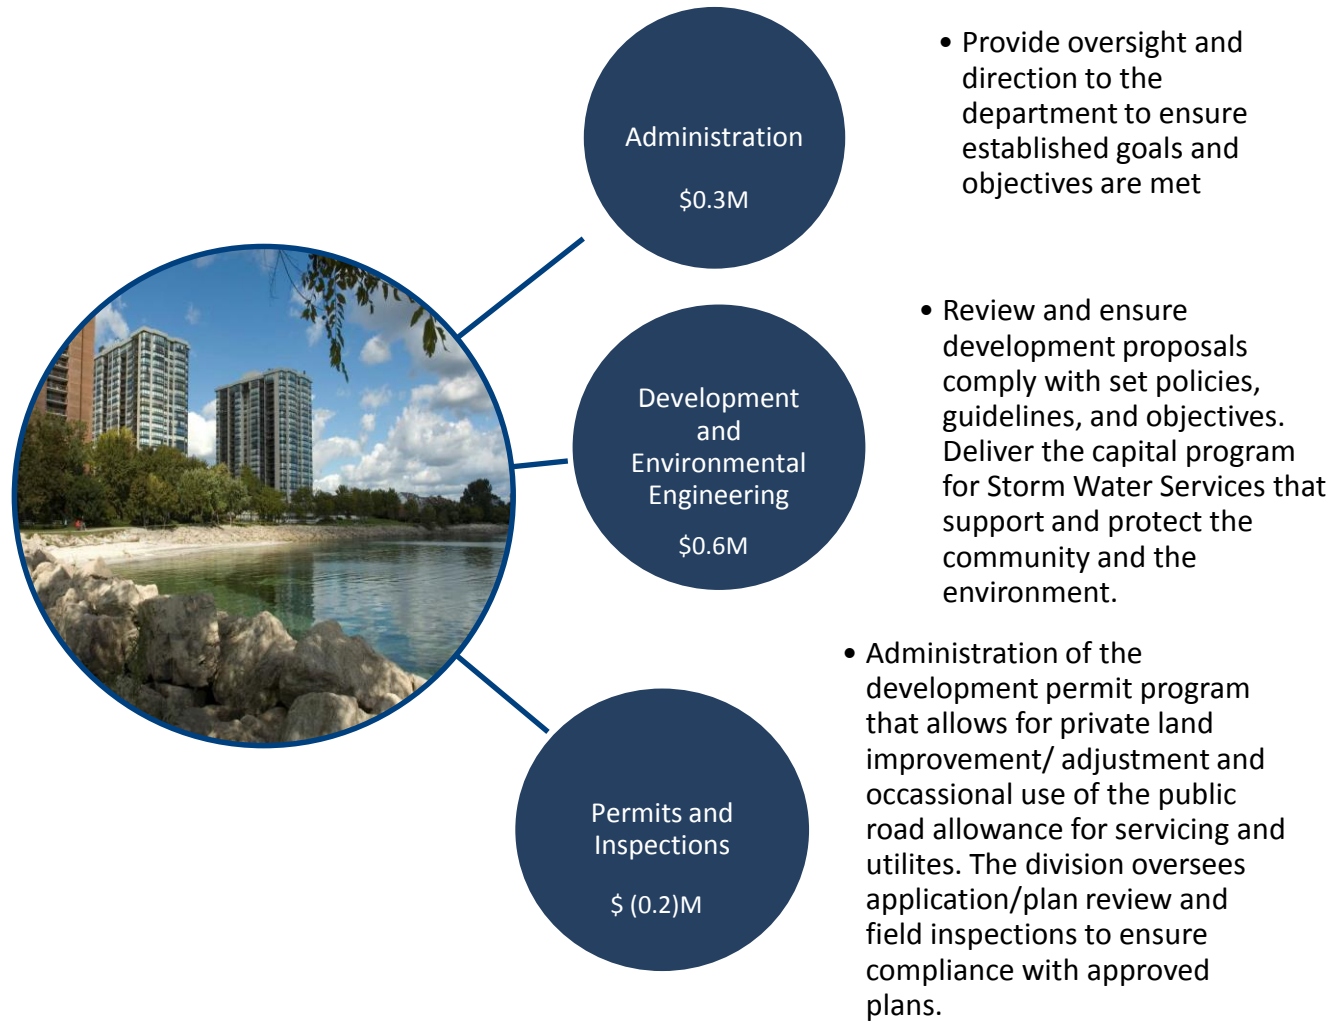 Administration
$0.3M
• Provide oversight and
direction to the
department to ensure
established goals and
objectives are met
Development
and
Environmental
Engineering
$0.6M
• Review and ensure
development proposals
comply with set policies,
guidelines, and objectives.
Deliver the capital program
for Storm Water Services that
support and protect the
community and the
environment.
Permits and
Inspections
$ (0.2)M
• Administration of the
development permit program
that allows for private land
improvement/ adjustment and
occassional use of the public
road allowance for servicing and
utilites. The division oversees
application/plan review and
field inspections to ensure
compliance with approved
plans.